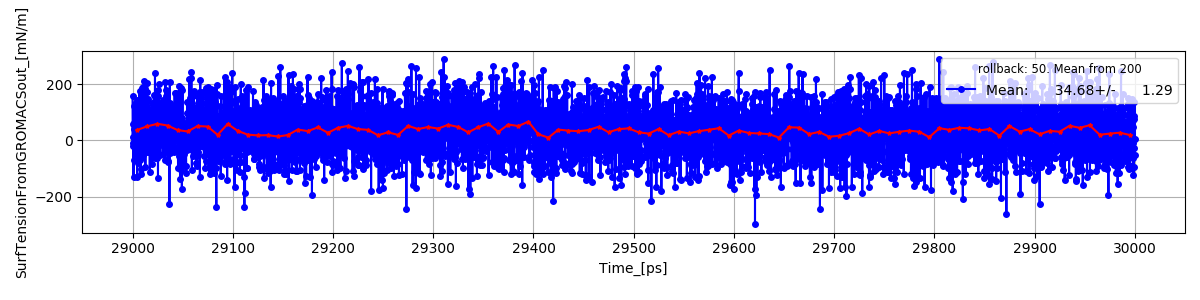 SurfTensionFromGROMACSout_[mN/m]
200
0
−200
rollback: 50. Mean from 200
Mean: 34.68+/- 1.29
29000 29100 29200 29300 29400 29500 29600 29700 29800 29900 30000
Time_[ps]